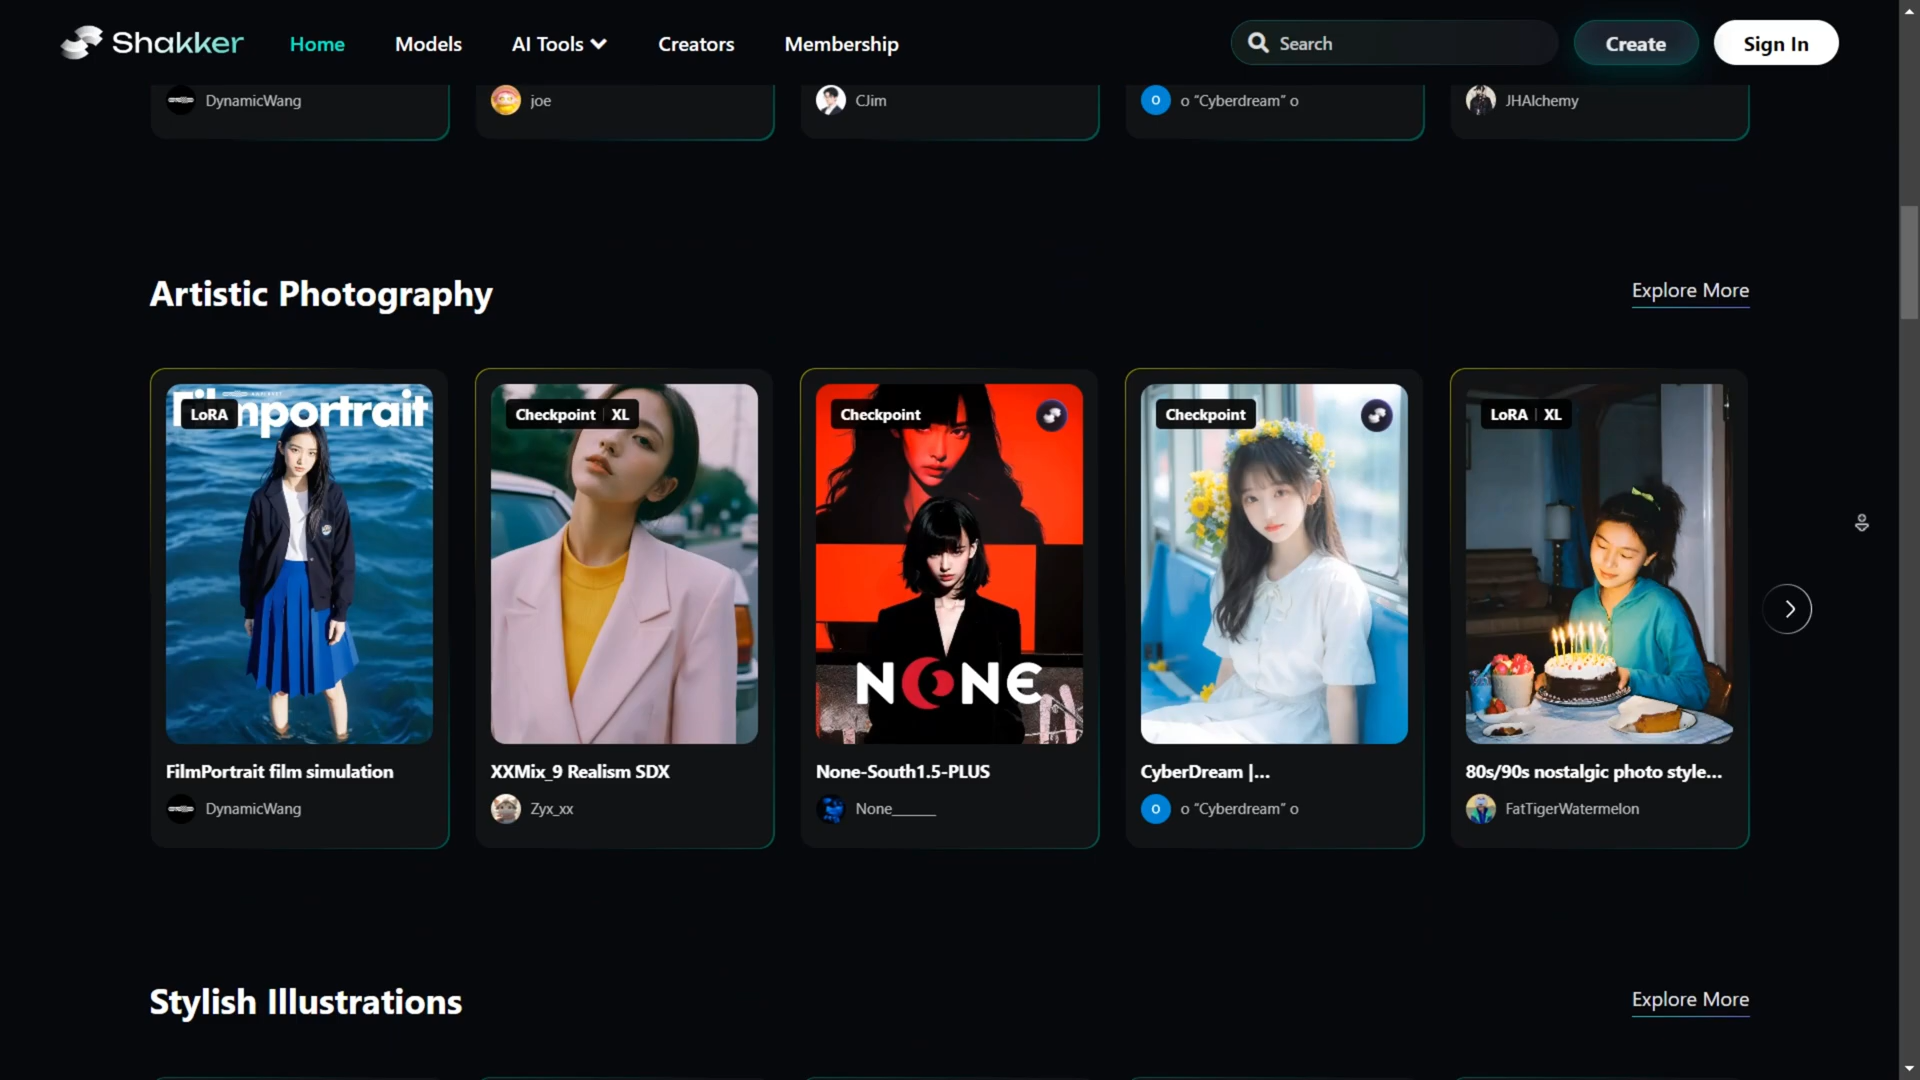 Shakker
Home
Models
AI Tools
Creators
Membership
Search
Create
Sign In
DynamicWang
joe
CJim
o
o “Cyberdream” o
JHAlchemy
Artistic Photography
Explore More
LoRA
Checkpoint | XL
Checkpoint
NONE
Checkpoint
LoRA | XL
FilmPortrait film simulation
XXMix_9 Realism SDX
None-South1.5-PLUS
CyberDream |...
80s/90s nostalgic photo style...
DynamicWang
Zyx_xx
None______
o
o “Cyberdream” o
FatTigerWatermelon
Stylish Illustrations
Explore More